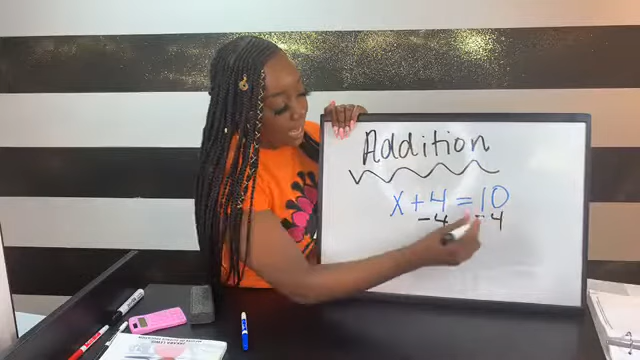 Addition
x + 4 = 10
- 4 - 4